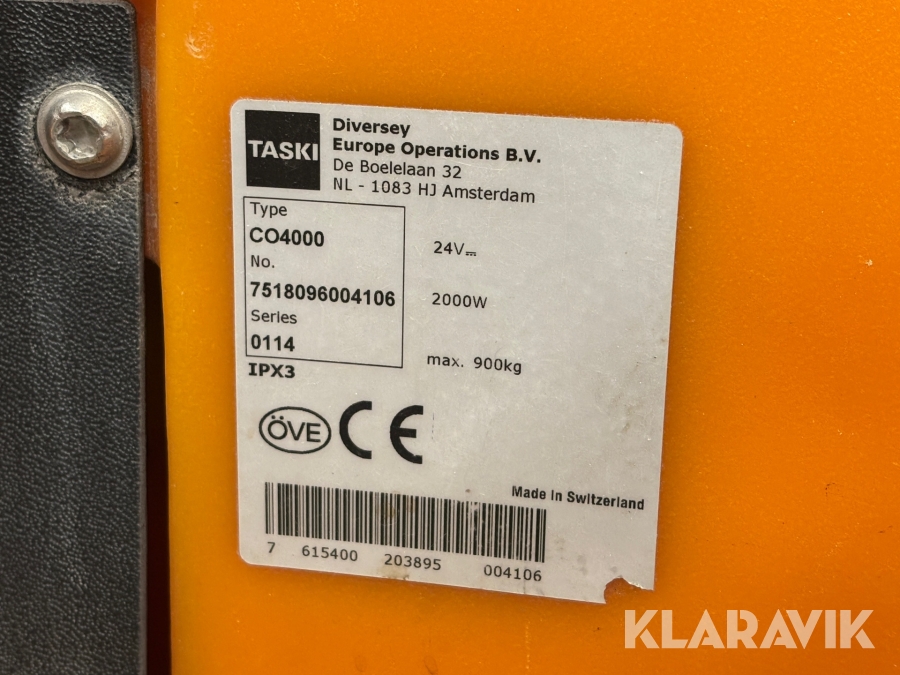 KLARAVIK
TASKI
Diversey
Europe Operations B.V.
De Boelelaan 32
NL - 1083 HJ Amsterdam
Type
CO4000
No.
7518096004106
Series
0114
IPX3
24V⎓
2000W
max. 900kg
ÖVE CE
Made in Switzerland
7 615400 203895 004106
KLARAVIK